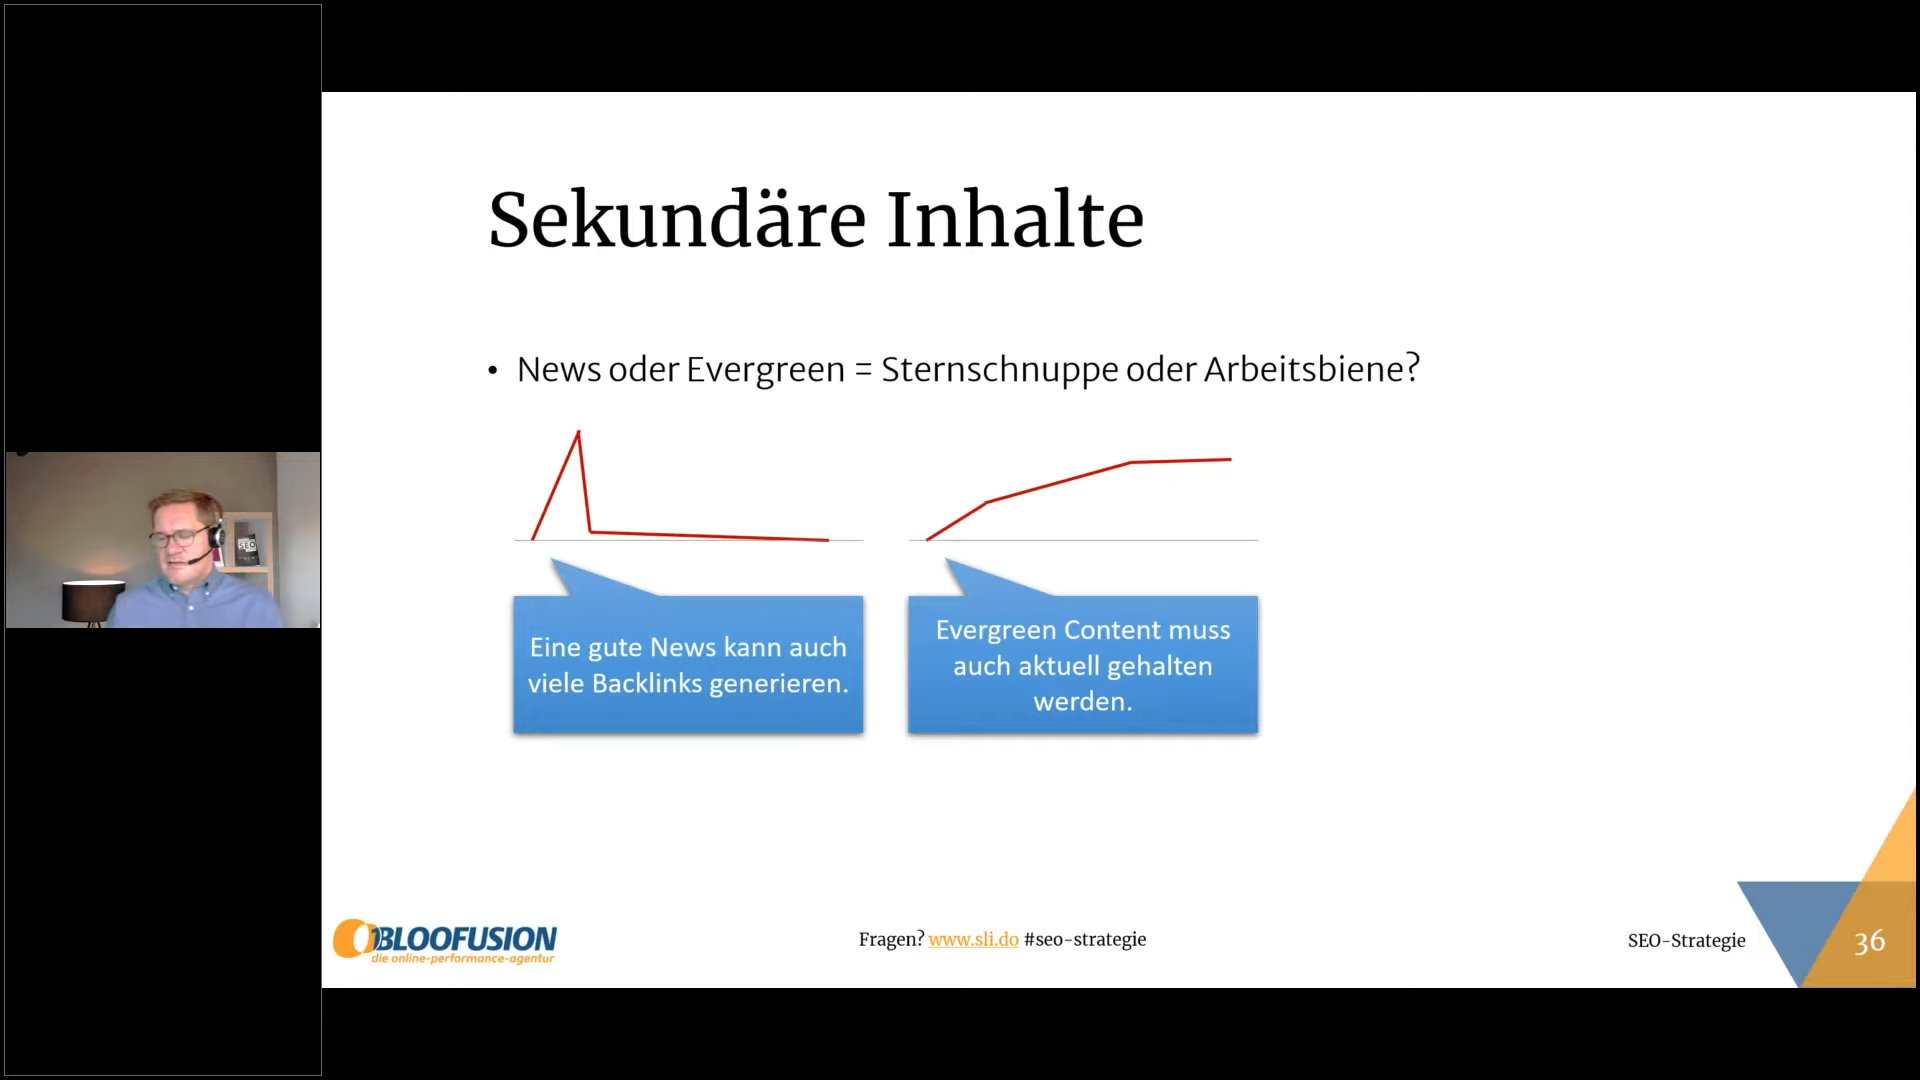 Sekundäre Inhalte
• News oder Evergreen = Sternschnuppe oder Arbeitsbiene?
Eine gute News kann auch
viele Backlinks generieren.
Evergreen Content muss
auch aktuell gehalten
werden.
SEO
BLOOFUSION
die online-performance-agentur
Fragen? www.sli.do #seo-strategie
SEO-Strategie
36